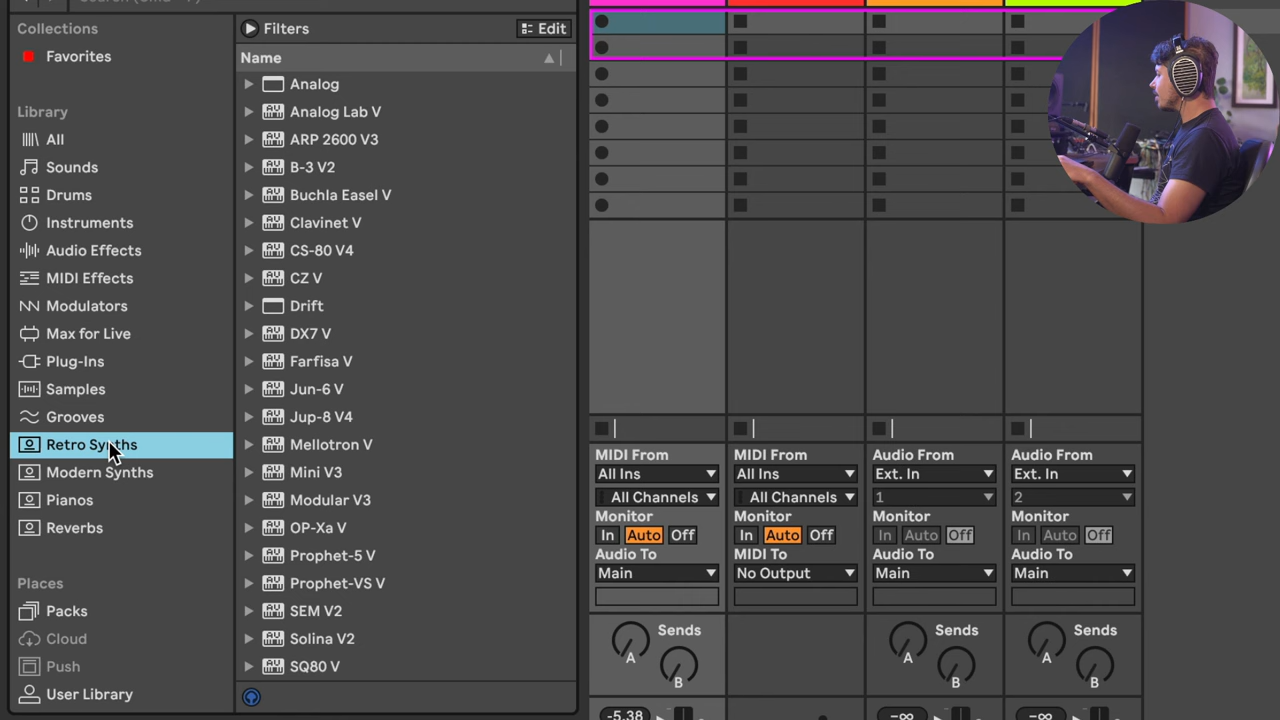 Search (CMD + F)
Collections
Favorites
Library
All
Sounds
Drums
Instruments
Audio Effects
MIDI Effects
Modulators
Max for Live
Plug-Ins
Samples
Grooves
Retro Synths
Modern Synths
Pianos
Reverbs
Places
Packs
Cloud
Push
User Library
Filters
Edit
Name
Analog
Analog Lab V
ARP 2600 V3
B-3 V2
Buchla Easel V
Clavinet V
CS-80 V4
CZ V
Drift
DX7 V
Farfisa V
Jun-6 V
Jup-8 V4
Mellotron V
Mini V3
Modular V3
OP-Xa V
Prophet-5 V
Prophet-VS V
SEM V2
Solina V2
SQ80 V
MIDI From MIDI From Audio From Audio From
All Ins All Ins Ext. In Ext. In
All Channels All Channels 1 2
Monitor Monitor Monitor Monitor
In Auto Off In Auto Off In Auto Off In Auto Off
Audio To MIDI To Audio To Audio To
Main No Output Main Main
Sends Sends Sends
A A A
B B B
-5.38 -∞ -∞